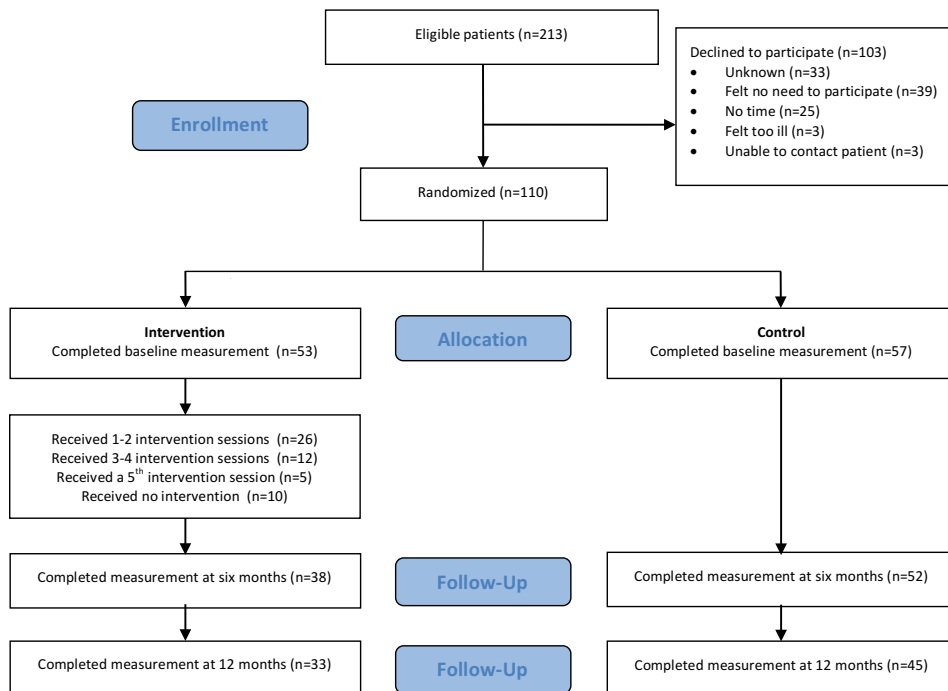 Eligible patients (n=213)
Declined to participate (n=103)
• Unknown (n=33)
• Felt no need to participate (n=39)
• No time (n=25)
• Felt too ill (n=3)
• Unable to contact patient (n=3)
Enrollment
Randomized (n=110)
Intervention
Completed baseline measurement (n=53)
Allocation
Control
Completed baseline measurement (n=57)
Received 1-2 intervention sessions (n=26)
Received 3-4 intervention sessions (n=12)
Received a 5th intervention session (n=5)
Received no intervention (n=10)
Completed measurement at six months (n=38)
Follow-Up
Completed measurement at six months (n=52)
Completed measurement at 12 months (n=33)
Follow-Up
Completed measurement at 12 months (n=45)